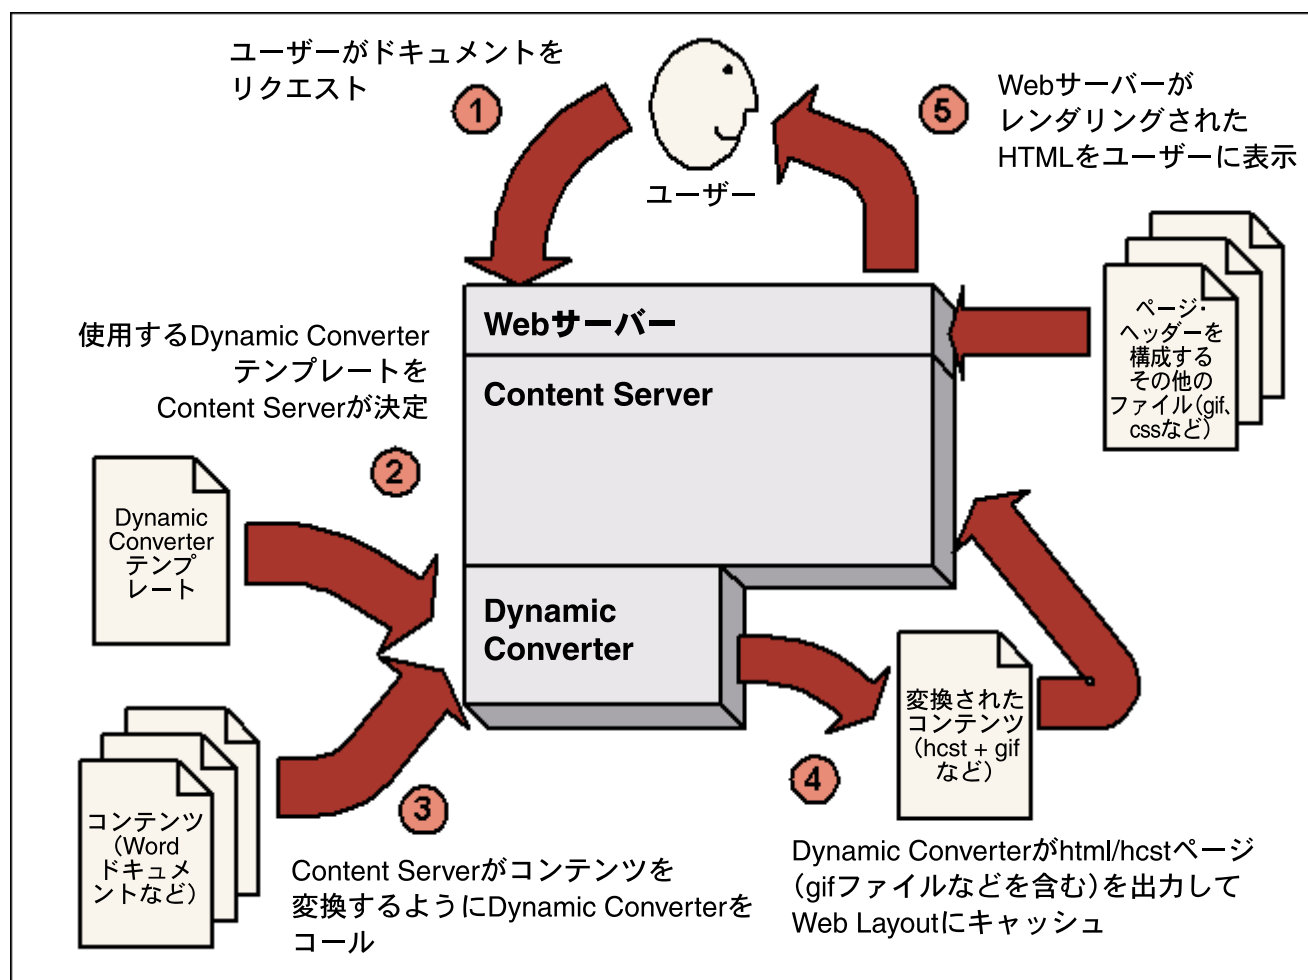 ユーザーがドキュメントを
リクエスト
1
ユーザー
5
Webサーバーが
レンダリングされた
HTMLをユーザーに表示
使用するDynamic Converter
テンプレートを
Content Serverが決定
2
Webサーバー
Content Server
Dynamic
Converter
ページ・
ヘッダーを
構成する
その他の
ファイル(gif、
cssなど)
Dynamic
Converter
テンプ
レート
コンテンツ
(Word
ドキュメ
ントなど)
3
Content Serverがコンテンツを
変換するようにDynamic Converterを
コール
変換された
コンテンツ
(hcst + gif
など)
4
Dynamic Converterがhtml/hcstページ
(gifファイルなどを含む)を出力して
Web Layoutにキャッシュ